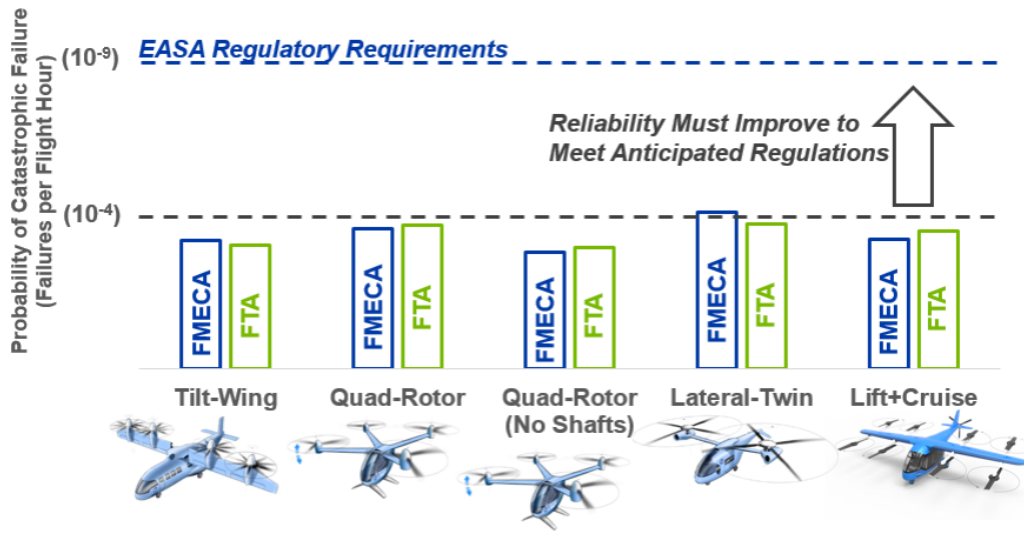 Probability of Catastrophic Failure
(Failures per Flight Hour)
(10-9)
EASA Regulatory Requirements
Reliability Must Improve to
Meet Anticipated Regulations
(10-4)
FMECA
FTA
FMECA
FTA
FMECA
FTA
FMECA
FTA
FMECA
FTA
Tilt-Wing
Quad-Rotor
Quad-Rotor
(No Shafts)
Lateral-Twin
Lift+Cruise